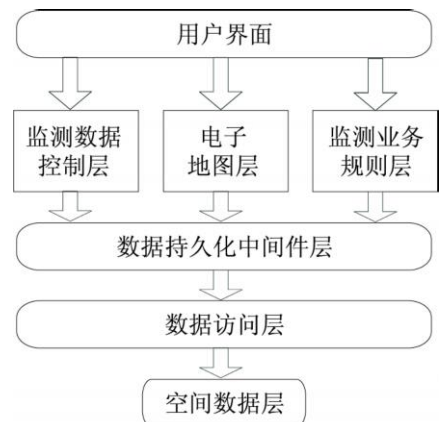 用户界面
监测数据
控制层
电子
地图层
监测业务
规则层
数据持久化中间件层
数据访问层
空间数据层